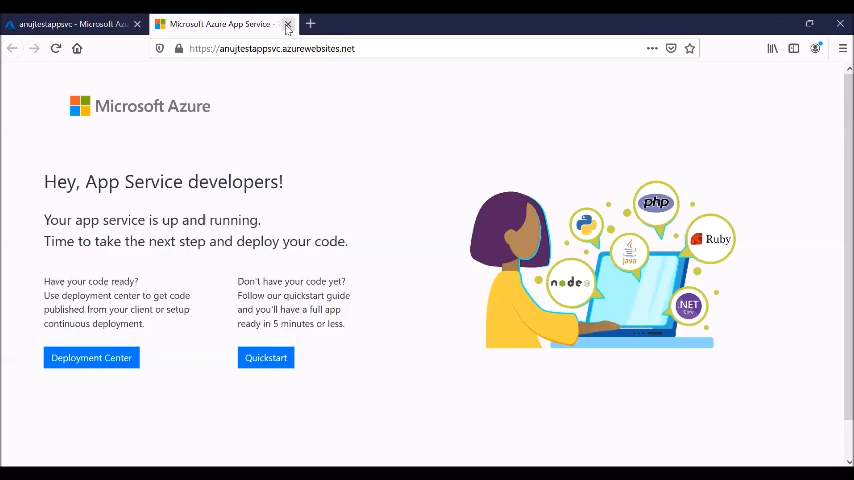 anujtestappsvc - Microsoft Az
Microsoft Azure App Service -
https://anujtestappsvc.azurewebsites.net
Microsoft Azure
Hey, App Service developers!
Your app service is up and running.
Time to take the next step and deploy your code.
Have your code ready?
Use deployment center to get code
published from your client or setup
continuous deployment.
Deployment Center
Don't have your code yet?
Follow our quickstart guide
and you'll have a full app
ready in 5 minutes or less.
Quickstart
php
Ruby
Java
node
.NET
Core